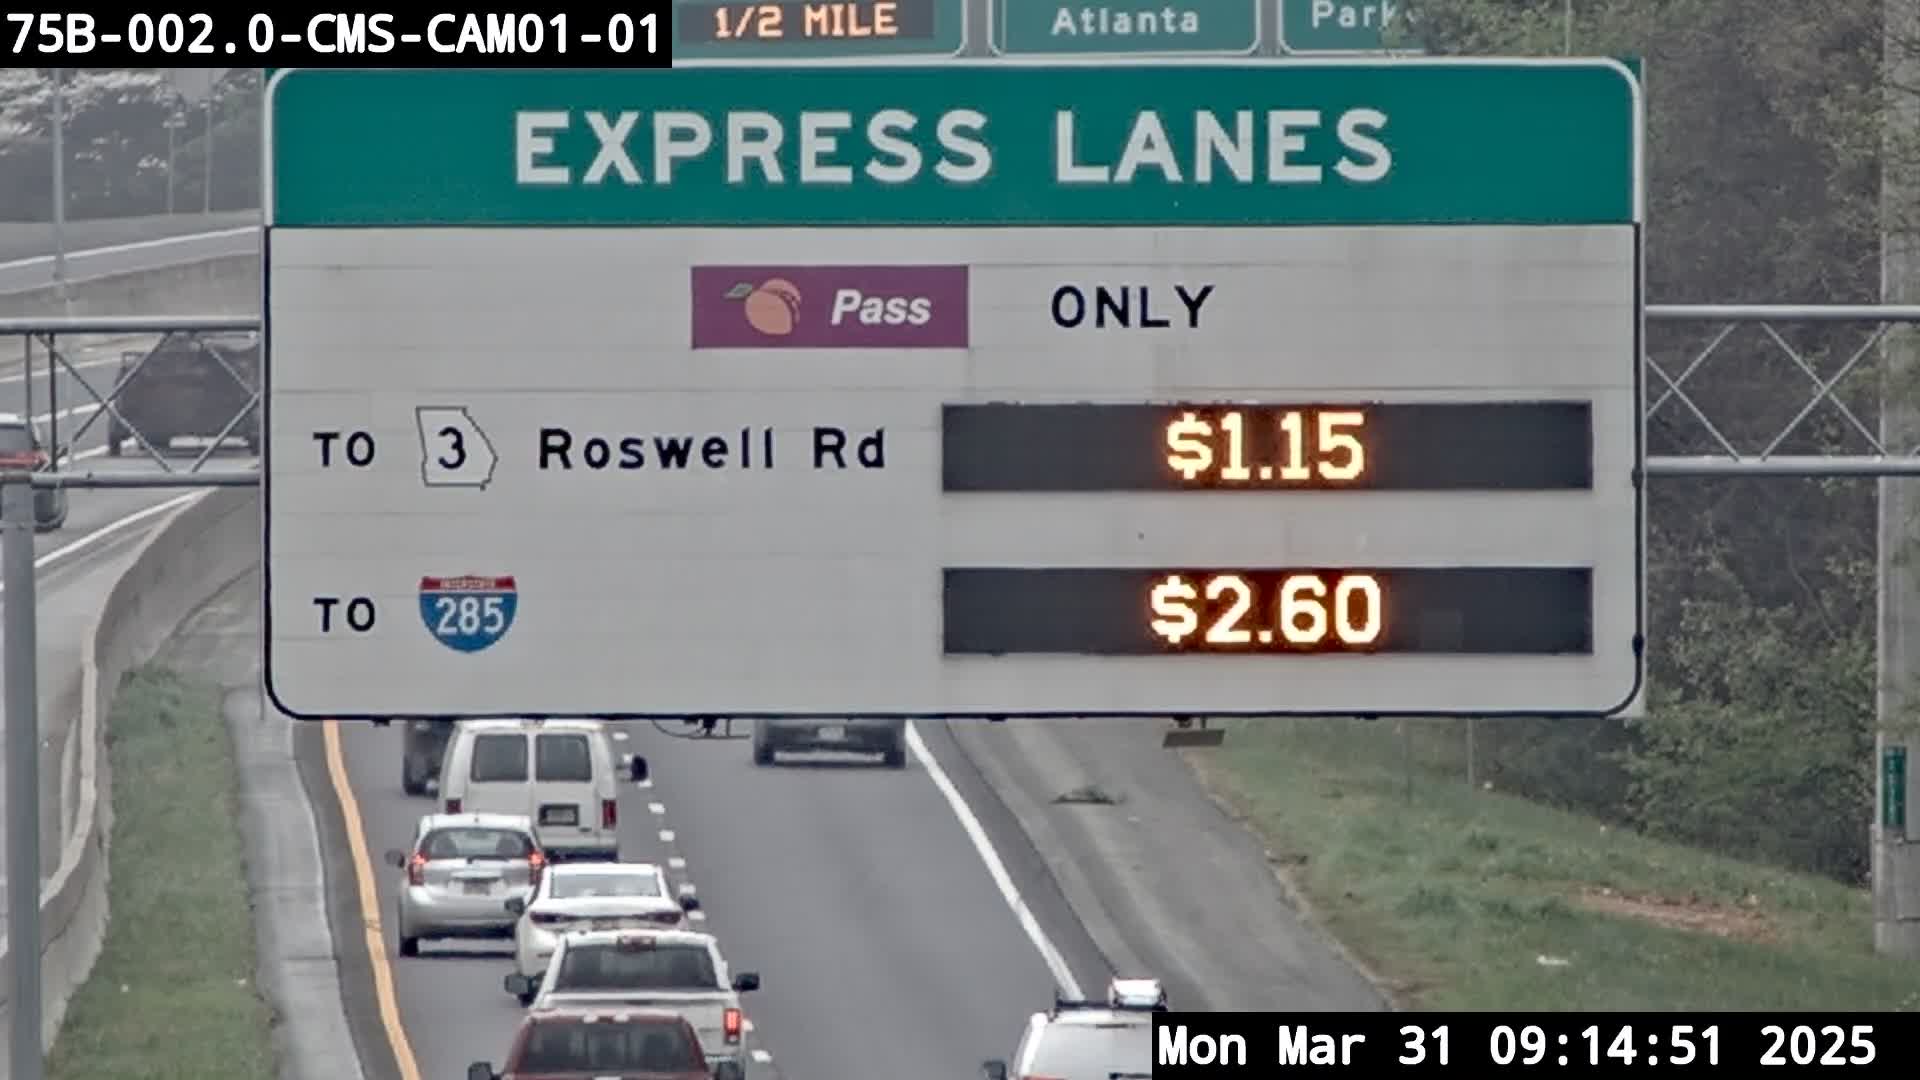 75B-002.0-CMS-CAM01-01
1/2 MILE
Atlanta
EXPRESS LANES
Pass ONLY
TO 3 Roswell Rd $1.15
TO 285 $2.60
Mon Mar 31 09:14:51 2025